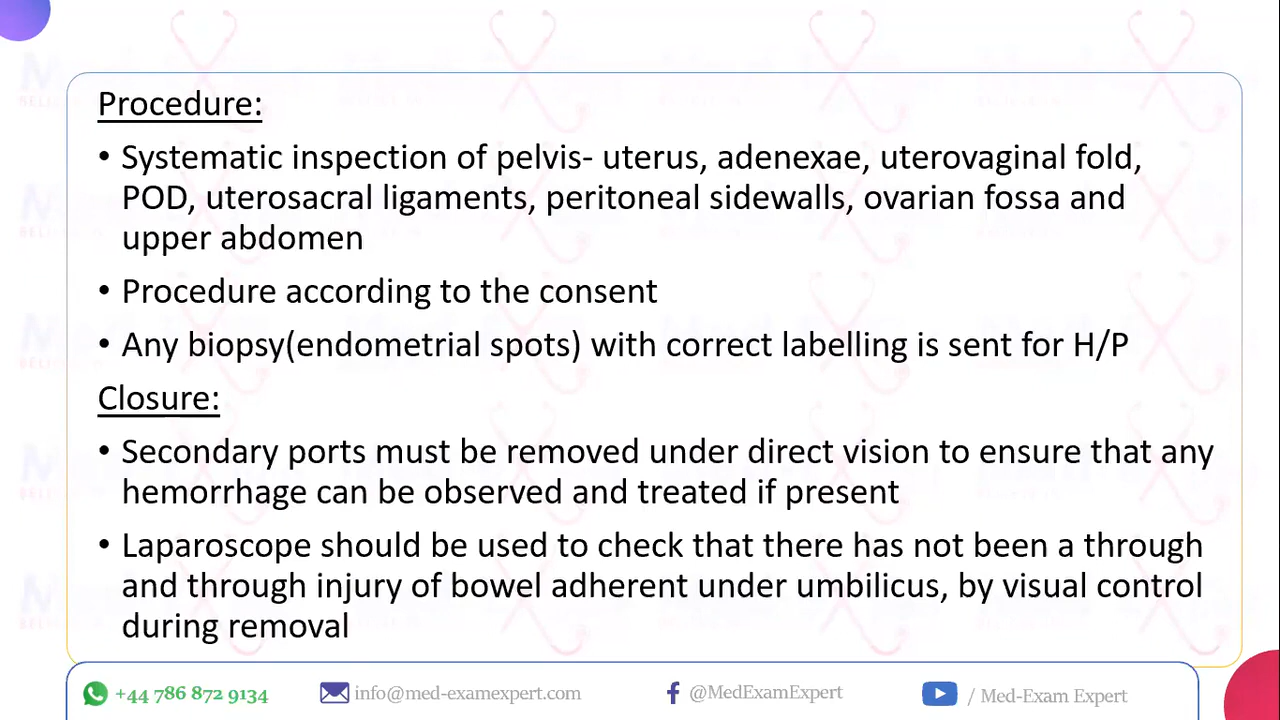 Procedure:
• Systematic inspection of pelvis- uterus, adenexae, uterovaginal fold,
POD, uterosacral ligaments, peritoneal sidewalls, ovarian fossa and
upper abdomen
• Procedure according to the consent
• Any biopsy(endometrial spots) with correct labelling is sent for H/P
Closure:
• Secondary ports must be removed under direct vision to ensure that any
hemorrhage can be observed and treated if present
• Laparoscope should be used to check that there has not been a through
and through injury of bowel adherent under umbilicus, by visual control
during removal
+44 786 872 9134 info@med-examexpert.com @MedExamExpert / Med-Exam Expert